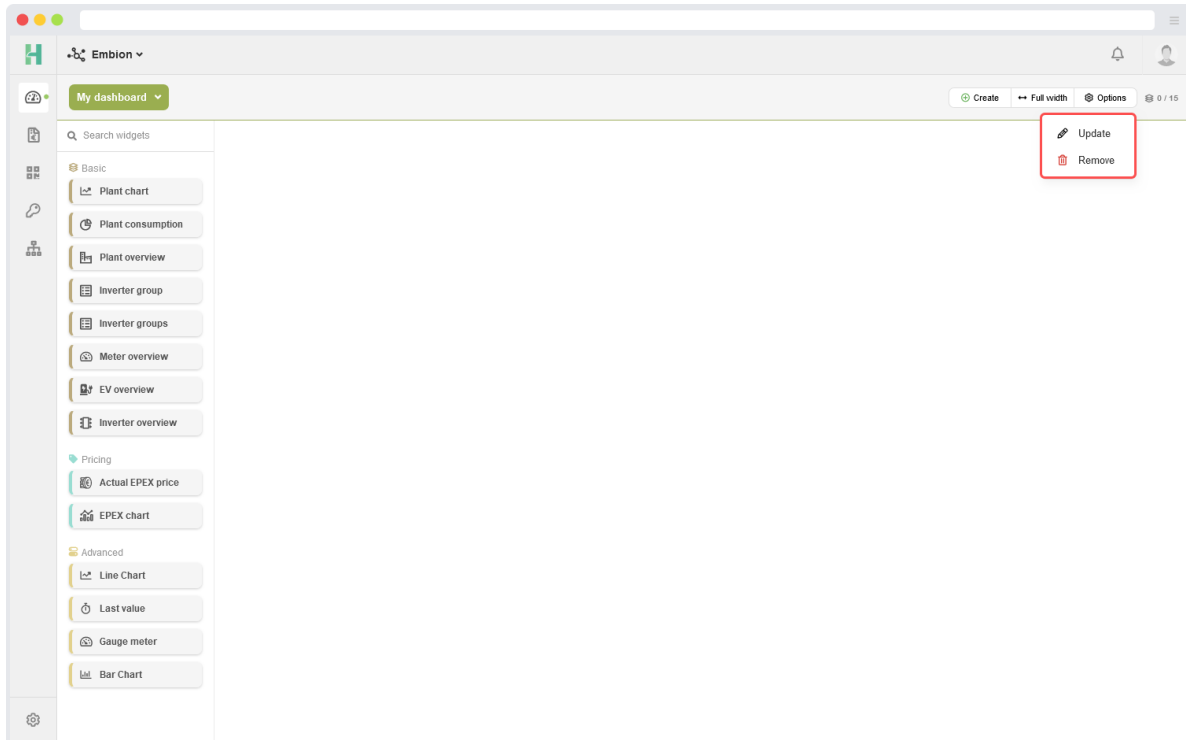 Embion
My dashboard
Create
Full width
Options
0 / 15
Update
Remove
Search widgets
Basic
Plant chart
Plant consumption
Plant overview
Inverter group
Inverter groups
Meter overview
EV overview
Inverter overview
Pricing
Actual EPEX price
EPEX chart
Advanced
Line Chart
Last value
Gauge meter
Bar Chart